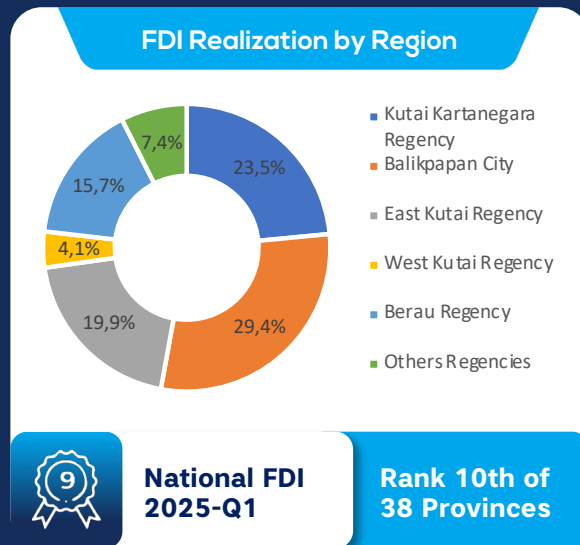 FDI Realization by Region
7,4%
23,5%
15,7%
4,1%
19,9%
29,4%
Kutai Kartanegara
Regency
Balikpapan City
East Kutai Regency
West Kutai Regency
Berau Regency
Others Regencies
9
National FDI
2025-Q1
Rank 10th of
38 Provinces